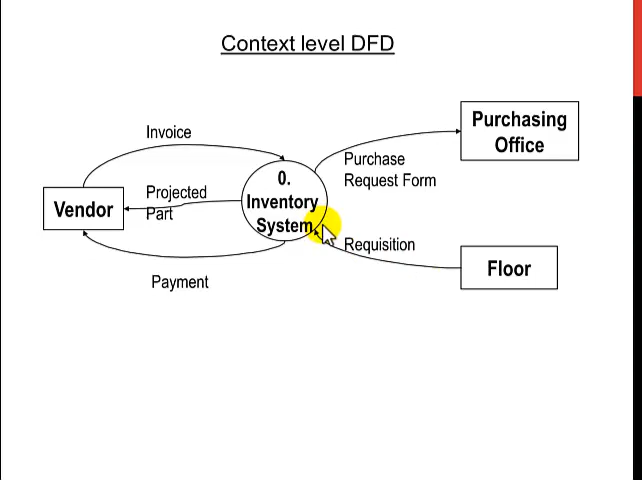 Context level DFD
Invoice
Purchasing
Office
Purchase
Request Form
0.
Inventory
System
Projected
Part
Vendor
Requisition
Floor
Payment